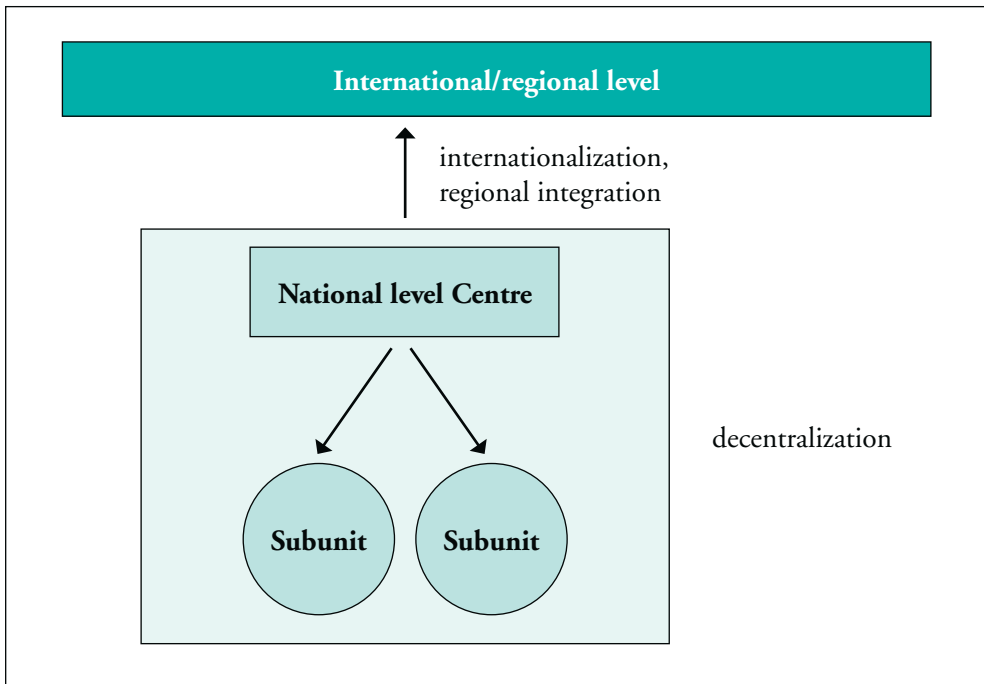 International/regional level
internationalization,
regional integration
National level Centre
decentralization
Subunit
Subunit